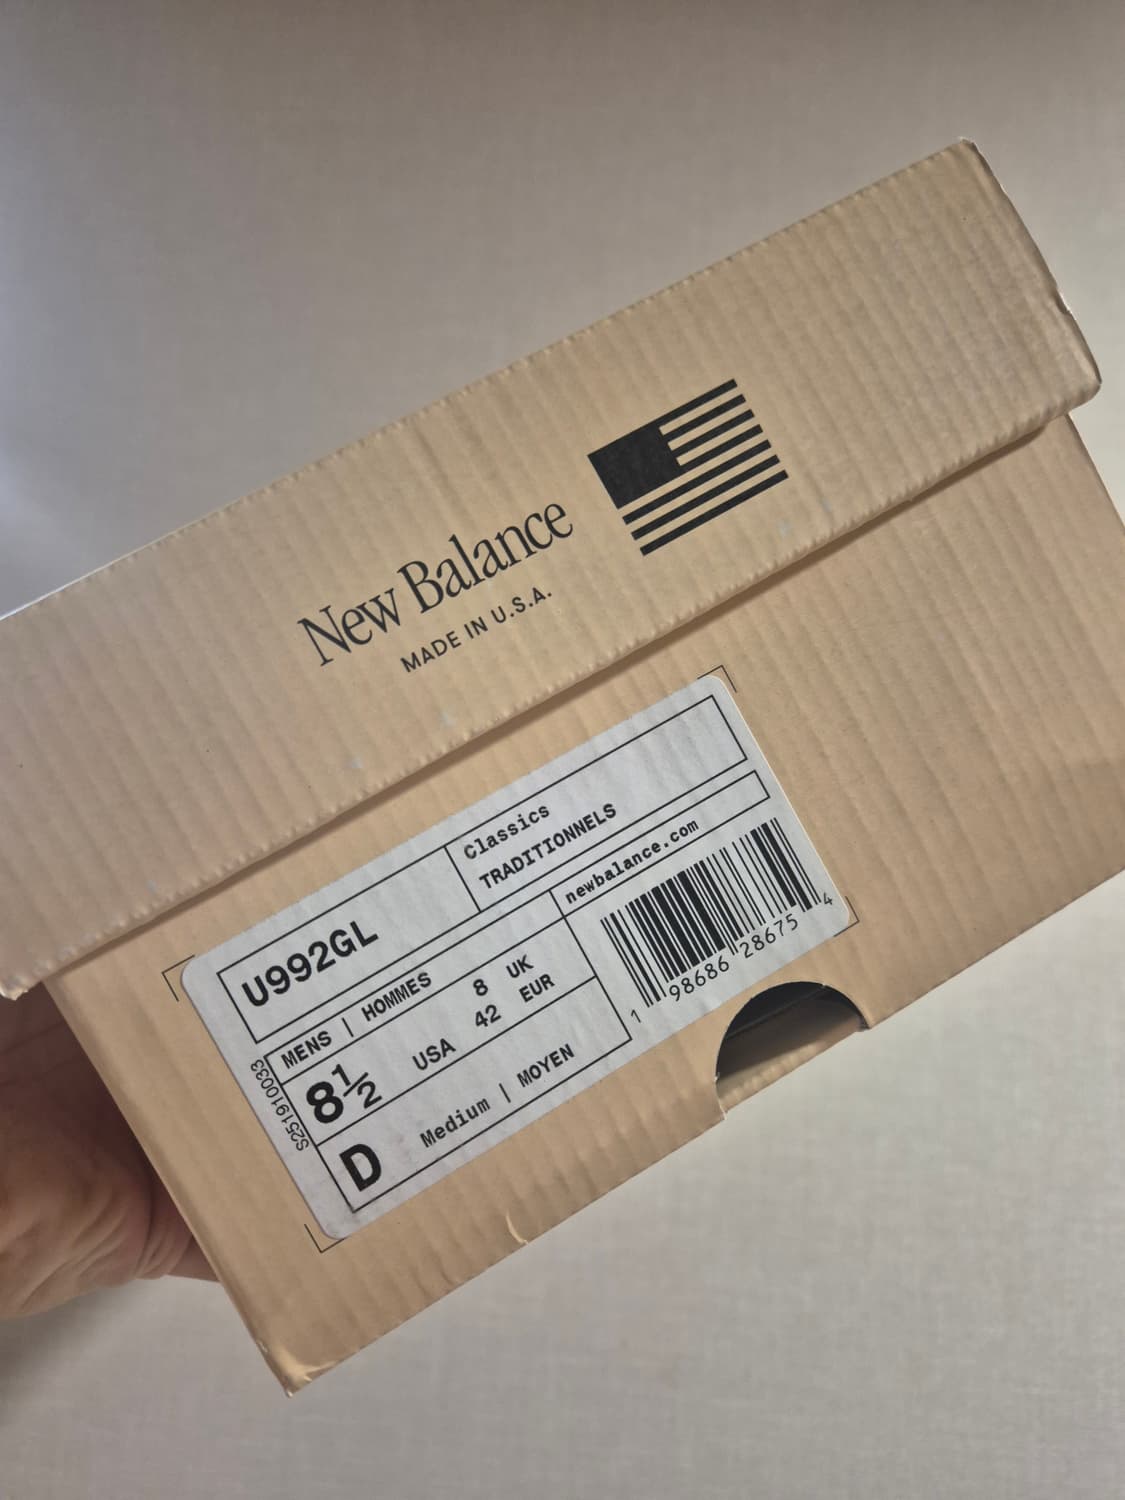 New Balance
MADE IN U.S.A.
U992GL
Classics
TRADITIONNELS
MENS | HOMMES
newbalance.com
8½ USA 8 UK
42 EUR
D Medium | MOYEN
1 98686 28675 4
S251910033